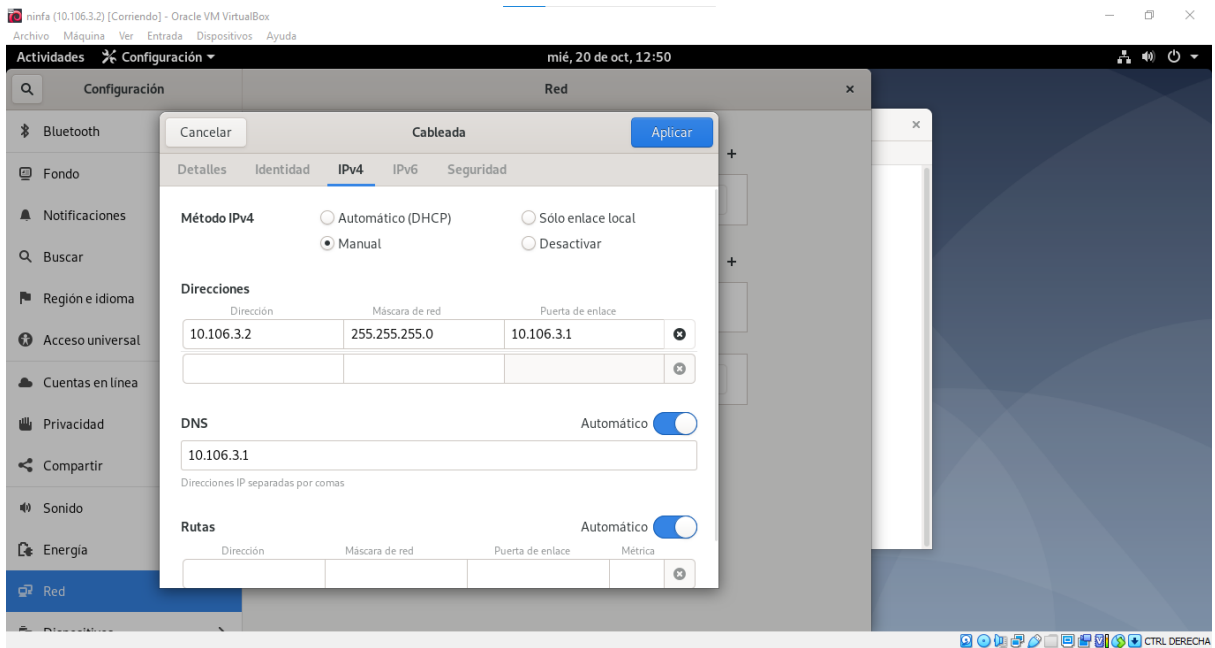 ninfa (10.106.3.2) [Corriendo] - Oracle VM VirtualBox
Archivo Máquina Ver Entrada Dispositivos Ayuda
Actividades Configuración mié, 20 de oct, 12:50
Configuración Red
Bluetooth
Fondo
Notificaciones
Buscar
Región e idioma
Acceso universal
Cuentas en línea
Privacidad
Compartir
Sonido
Energía
Red
Cancelar Cableada Aplicar
Detalles Identidad IPv4 IPv6 Seguridad
Método IPv4 Automático (DHCP) Sólo enlace local
Manual Desactivar
Direcciones
Dirección Máscara de red Puerta de enlace
10.106.3.2 255.255.255.0 10.106.3.1
DNS Automático
10.106.3.1
Direcciones IP separadas por comas
Rutas Automático
Dirección Máscara de red Puerta de enlace Métrica
CTRL DERECHA